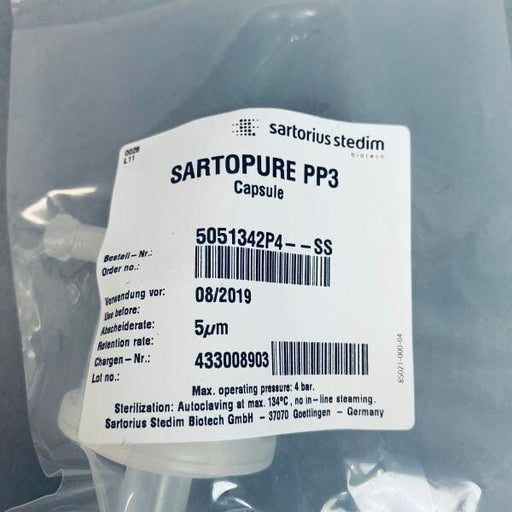 sartorius stedim
biotech
0028
L11
SARTOPURE PP3
Capsule
Bestell-Nr.:
Order no.:
5051342P4--SS
Verwendung vor:
Use before:
08/2019
Abscheiderate:
Retention rate:
5µm
Chargen-Nr.:
Lot no.:
433008903
Max. operating pressure: 4 bar.
Sterilization: Autoclaving at max. 134°C, no in-line steaming.
Sartorius Stedim Biotech GmbH - 37070 Goettingen - Germany
85021-000-04